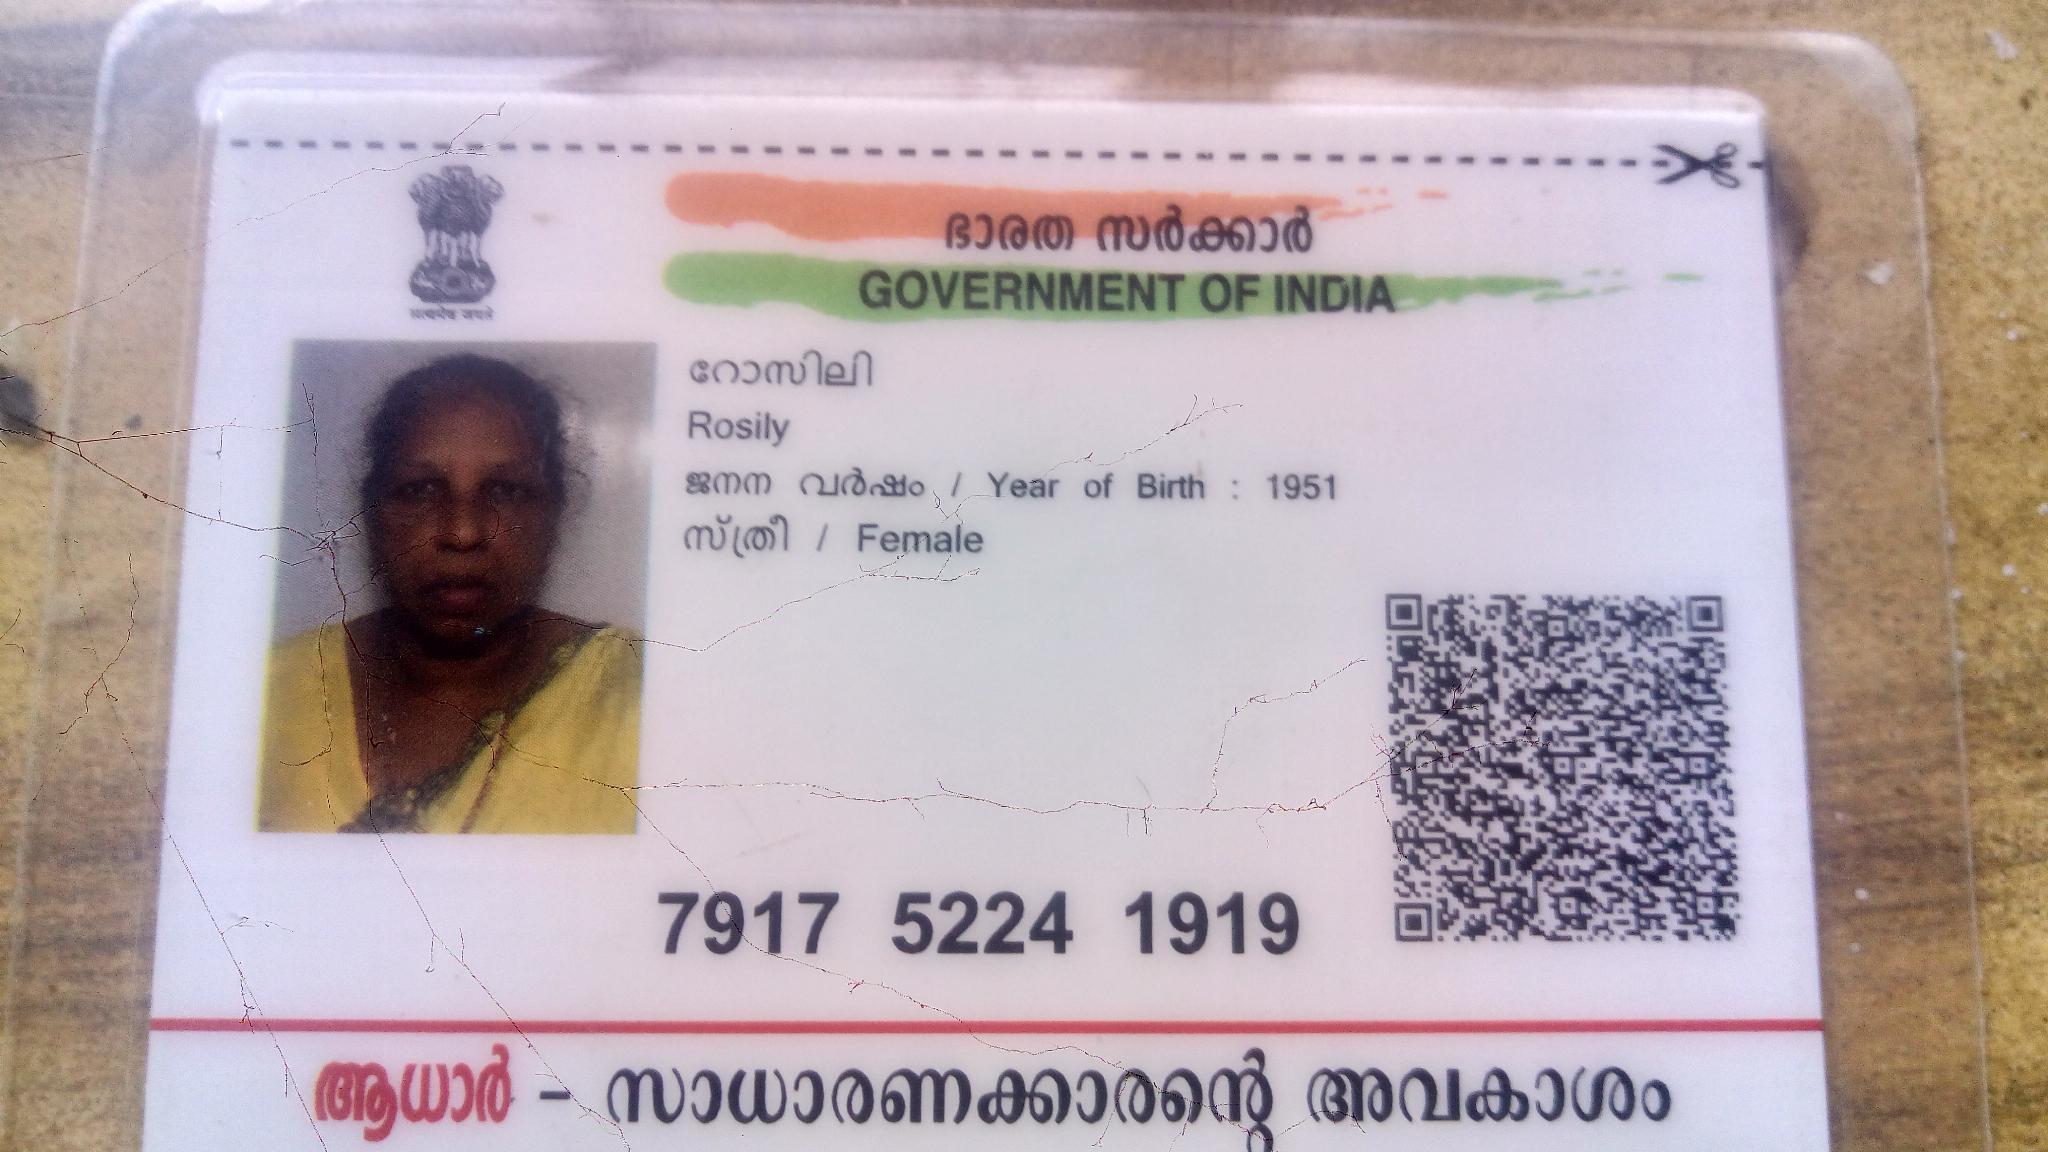 सत्यमेव जयते
ഭാരത സർക്കാർ
GOVERNMENT OF INDIA
റോസിലി
Rosily
ജനന വർഷം / Year of Birth : 1951
സ്ത്രീ / Female
7917 5224 1919
ആധാർ - സാധാരണക്കാരന്റെ അവകാശം